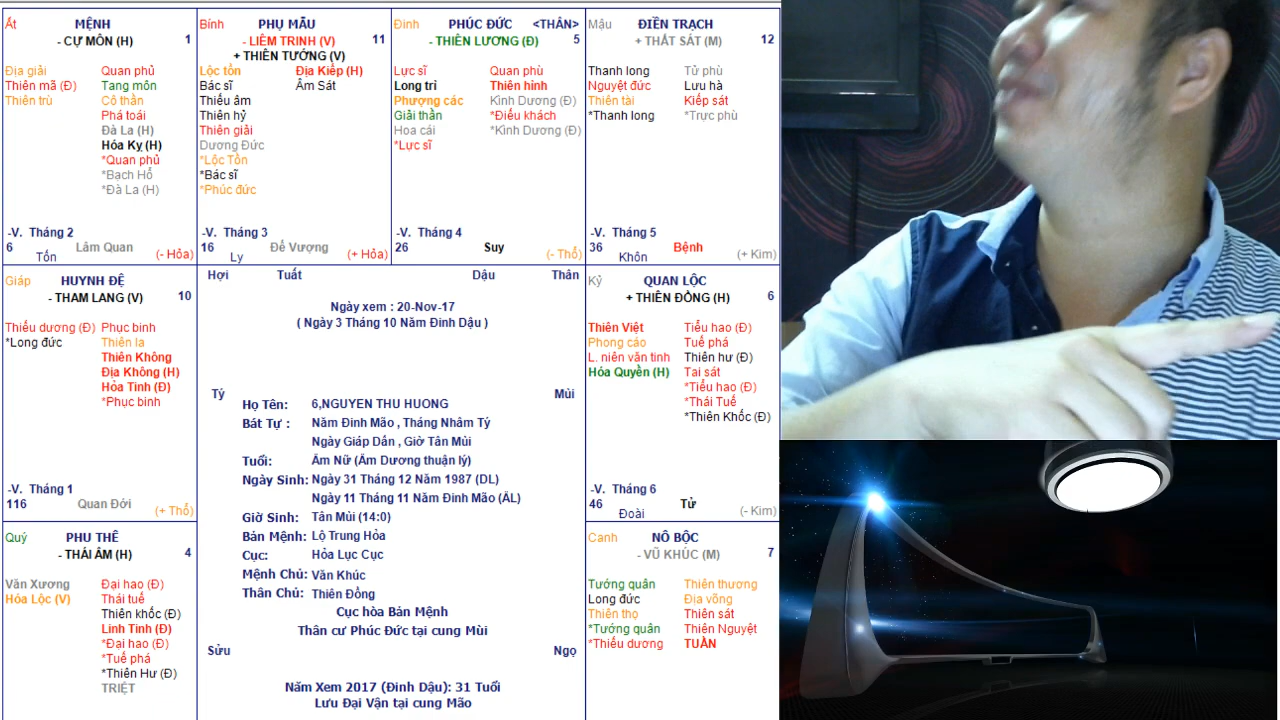 Ất MỆNH
- CỰ MÔN (H) 1
Địa giải Quan phủ
Thiên mã (Đ) Tang môn
Thiên trù Cô thần
Phá toái
Đà La (H)
Hóa Kỵ (H)
*Quan phủ
*Bạch Hổ
*Đà La (H)
-V. Tháng 2
6 Tốn Lâm Quan (- Hỏa)
Bính PHỤ MẪU
- LIÊM TRINH (V) 11
+ THIÊN TƯỚNG (V)
Lộc tồn Địa Kiếp (H)
Bác sĩ Âm Sát
Thiếu âm
Thiên hỷ
Thiên giải
Dương Đức
*Lộc Tồn
*Bác sĩ
*Phúc đức
-V. Tháng 3
16 Ly Đế Vượng (+ Hỏa)
Đinh PHÚC ĐỨC <THÂN>
- THIÊN LƯƠNG (Đ) 5
Lực sĩ Quan phù
Long trì Thiên hình
Phượng các Kình Dương (Đ)
Giải thần *Điếu khách
Hoa cái *Kình Dương (Đ)
*Lực sĩ
-V. Tháng 4
26 Suy (- Thổ)
Mậu ĐIỀN TRẠCH
+ THẤT SÁT (M) 12
Thanh long Tử phù
Nguyệt đức Lưu hà
Thiên tài Kiếp sát
*Thanh long *Trực phù
-V. Tháng 5
36 Khôn Bệnh (+ Kim)
Giáp HUYNH ĐỆ
- THAM LANG (V) 10
Thiếu dương (Đ) Phục binh
*Long đức Thiên la
Thiên Không
Địa Không (H)
Hỏa Tinh (Đ)
*Phục binh
-V. Tháng 1
116 Quan Đới (+ Thổ)
Hợi Tuất Dậu Thân
Ngày xem : 20-Nov-17
( Ngày 3 Tháng 10 Năm Đinh Dậu )
Tý Mùi
Họ Tên: 6,NGUYEN THU HUONG
Bát Tự : Năm Đinh Mão , Tháng Nhâm Tý
Ngày Giáp Dần , Giờ Tân Mùi
Tuổi: Âm Nữ (Âm Dương thuận lý)
Ngày Sinh: Ngày 31 Tháng 12 Năm 1987 (DL)
Ngày 11 Tháng 11 Năm Đinh Mão (ÂL)
Giờ Sinh: Tân Mùi (14:0)
Bản Mệnh: Lộ Trung Hỏa
Cục: Hỏa Lục Cục
Mệnh Chủ: Văn Khúc
Thân Chủ: Thiên Đồng
Cục hòa Bản Mệnh
Thân cư Phúc Đức tại cung Mùi
Sửu Ngọ
Năm Xem 2017 (Đinh Dậu): 31 Tuổi
Lưu Đại Vận tại cung Mão
Kỷ QUAN LỘC
+ THIÊN ĐỒNG (H) 6
Thiên Việt Tiểu hao (Đ)
Phong cáo Tuế phá
L. niên văn tinh Thiên hư (Đ)
Hóa Quyền (H) Tai sát
*Tiểu hao (Đ)
*Thái Tuế
*Thiên Khốc (Đ)
-V. Tháng 6
46 Đoài Tử (- Kim)
Quý PHU THÊ
- THÁI ÂM (H) 4
Văn Xương Đại hao (Đ)
Hóa Lộc (V) Thái tuế
Thiên khốc (Đ)
Linh Tinh (Đ)
*Đại hao (Đ)
*Tuế phá
*Thiên Hư (Đ)
TRIỆT
Canh NÔ BỘC
- VŨ KHÚC (M) 7
Tướng quân Thiên thương
Long đức Địa võng
Thiên thọ Thiên sát
*Tướng quân Thiên Nguyệt
*Thiếu dương TUẦN